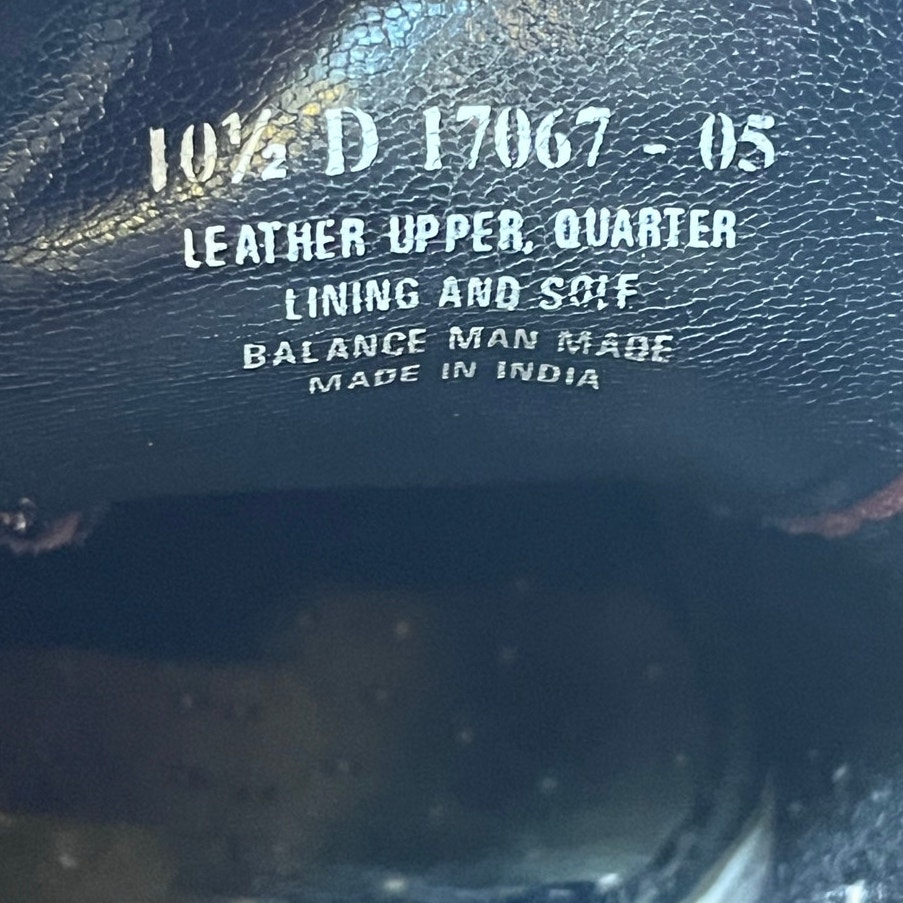 10½ D 17067 - 05
LEATHER UPPER, QUARTER
LINING AND SOLE
BALANCE MAN MADE
MADE IN INDIA